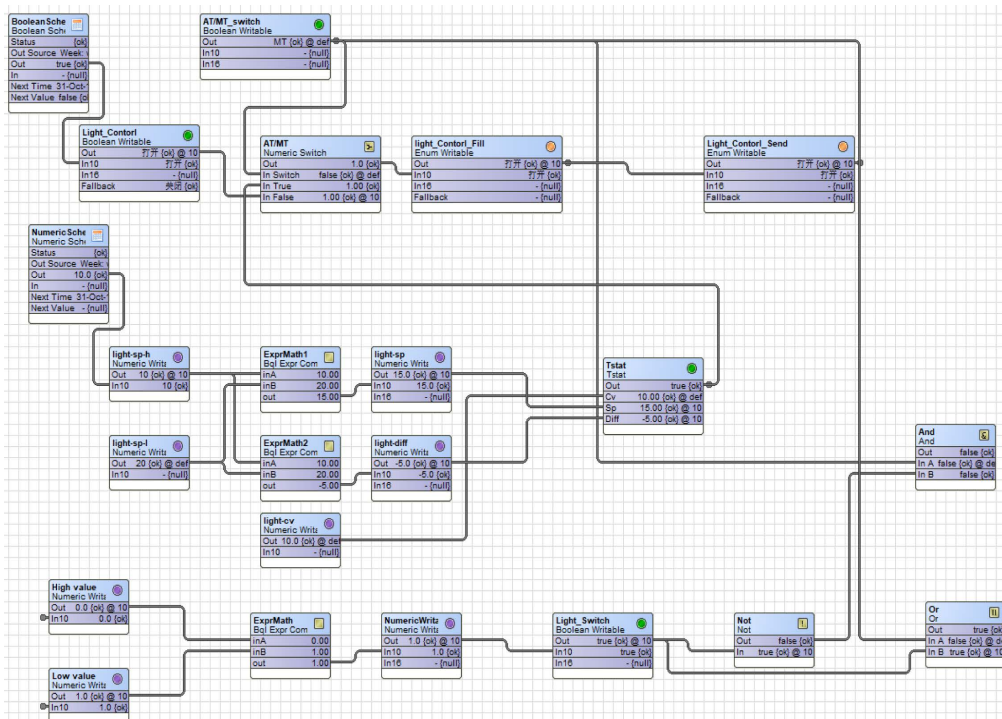 BooleanSche
Boolean Sch
Status {ok}
Out Source Week:
Out true {ok}
In - {null}
Next Time 31-Oct-
Next Value false {o
AT/MT_switch
Boolean Writable
Out MT {ok} @ def
In10 - {null}
In16 - {null}
Light_Contorl
Boolean Writable
Out 打开 {ok} @ 10
In10 打开 {ok}
In16 - {null}
Fallback 关闭 {ok}
AT/MT
Numeric Switch
Out 1.0 {ok}
In Switch false {ok} @ def
In True 1.00 {ok}
In False 1.00 {ok} @ 10
light_Contorl_Fill
Enum Writable
Out 打开 {ok} @ 10
In10 打开 {ok}
In16 - {null}
Fallback - {null}
Light_Contorl_Send
Enum Writable
Out 打开 {ok} @ 10
In10 打开 {ok}
In16 - {null}
Fallback - {null}
NumericSche
Numeric Sch
Status {ok}
Out Source Week:
Out 10.0 {ok}
In - {null}
Next Time 31-Oct-
Next Value - {null}
light-sp-h
Numeric Writ
Out 10 {ok} @ 10
In10 10 {ok}
ExprMath1
Bql Expr Com
inA 10.00
inB 20.00
out 15.00
light-sp
Numeric Writ
Out 15.0 {ok} @ 10
In10 15.0 {ok}
In16 - {null}
Tstat
Tstat
Out true {ok}
Cv 10.00 {ok} @ def
Sp 15.00 {ok} @ 10
Diff -5.00 {ok} @ 10
light-sp-l
Numeric Writ
Out 20 {ok} @ def
In10 - {null}
ExprMath2
Bql Expr Com
inA 10.00
inB 20.00
out -5.00
light-diff
Numeric Writ
Out -5.0 {ok} @ 10
In10 -5.0 {ok}
In16 - {null}
And
And
Out false {ok}
In A false {ok} @ de
In B false {ok}
light-cv
Numeric Writ
Out 10.0 {ok} @ def
In10 - {null}
High value
Numeric Writ
Out 0.0 {ok} @ 10
In10 0.0 {ok}
ExprMath
Bql Expr Com
inA 0.00
inB 1.00
out 1.00
NumericWrit
Numeric Writ
Out 1.0 {ok} @ 10
In10 1.0 {ok}
In16 - {null}
Light_Switch
Boolean Writable
Out true {ok} @ 10
In10 true {ok}
In16 - {null}
Not
Not
Out false {ok}
In true {ok} @ 10
Or
Or
Out true {ok
In A false {ok} @ d
In B true {ok} @ 10
Low value
Numeric Writ
Out 1.0 {ok} @ 10
In10 1.0 {ok}